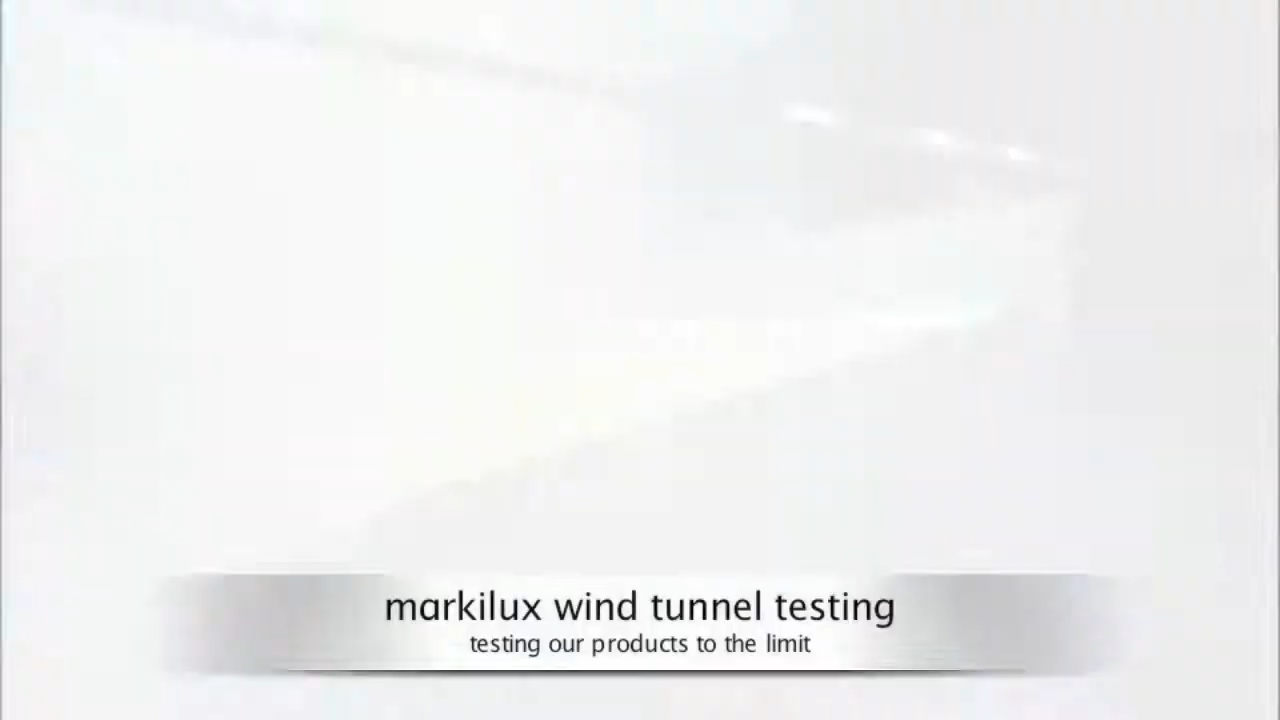 markilux wind tunnel testing
testing our products to the limit